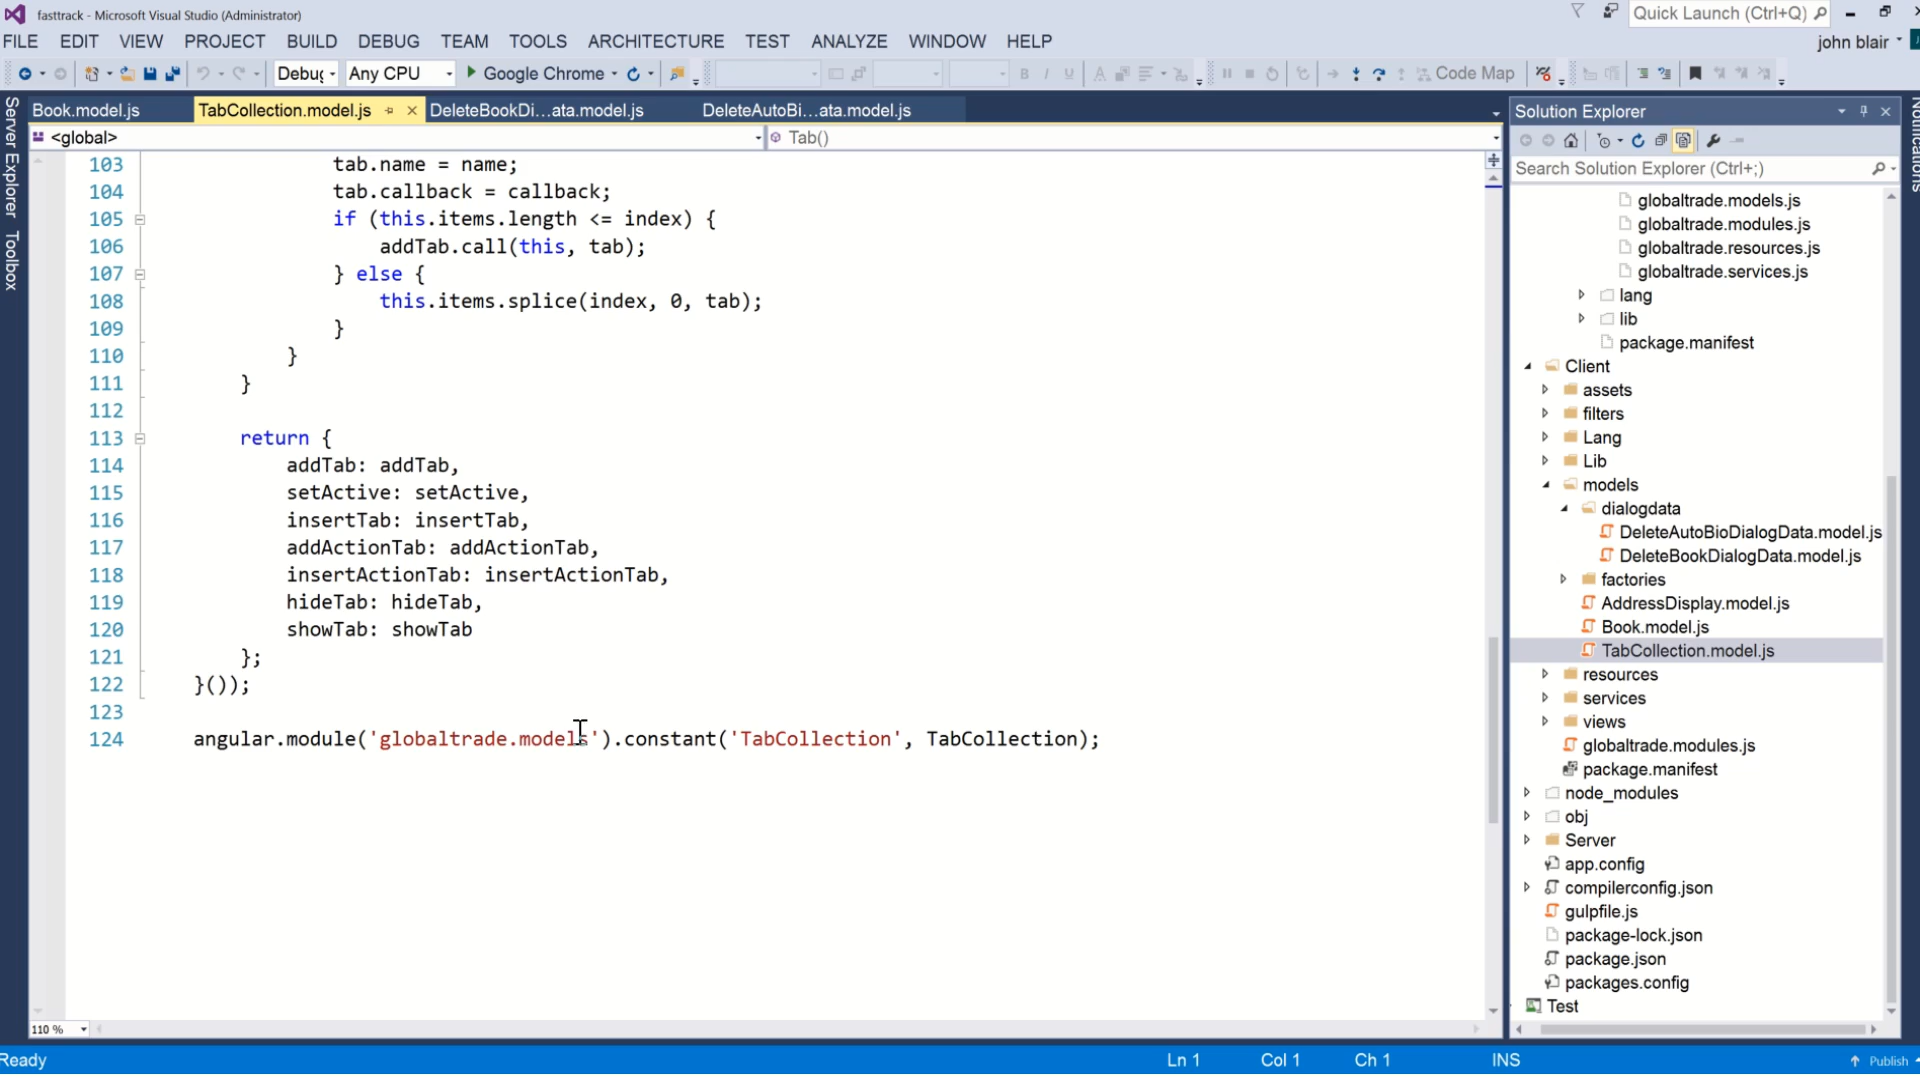 fasttrack - Microsoft Visual Studio (Administrator)
Quick Launch (Ctrl+Q)
FILE EDIT VIEW PROJECT BUILD DEBUG TEAM TOOLS ARCHITECTURE TEST ANALYZE WINDOW HELP
john blair
Debug Any CPU Google Chrome Code Map
Server Explorer
Toolbox
Notifications
Book.model.js TabCollection.model.js DeleteBookDi...ata.model.js DeleteAutoBi...ata.model.js
<global> Tab()
103 tab.name = name;
104 tab.callback = callback;
105 if (this.items.length <= index) {
106 addTab.call(this, tab);
107 } else {
108 this.items.splice(index, 0, tab);
109 }
110 }
111 }
112
113 return {
114 addTab: addTab,
115 setActive: setActive,
116 insertTab: insertTab,
117 addActionTab: addActionTab,
118 insertActionTab: insertActionTab,
119 hideTab: hideTab,
120 showTab: showTab
121 };
122 }());
123
124 angular.module('globaltrade.models').constant('TabCollection', TabCollection);
110 %
Solution Explorer
Search Solution Explorer (Ctrl+;)
globaltrade.models.js
globaltrade.modules.js
globaltrade.resources.js
globaltrade.services.js
lang
lib
package.manifest
Client
assets
filters
Lang
Lib
models
dialogdata
DeleteAutoBioDialogData.model.js
DeleteBookDialogData.model.js
factories
AddressDisplay.model.js
Book.model.js
TabCollection.model.js
resources
services
views
globaltrade.modules.js
package.manifest
node_modules
obj
Server
app.config
compilerconfig.json
gulpfile.js
package-lock.json
package.json
packages.config
Test
Ready Ln 1 Col 1 Ch 1 INS Publish